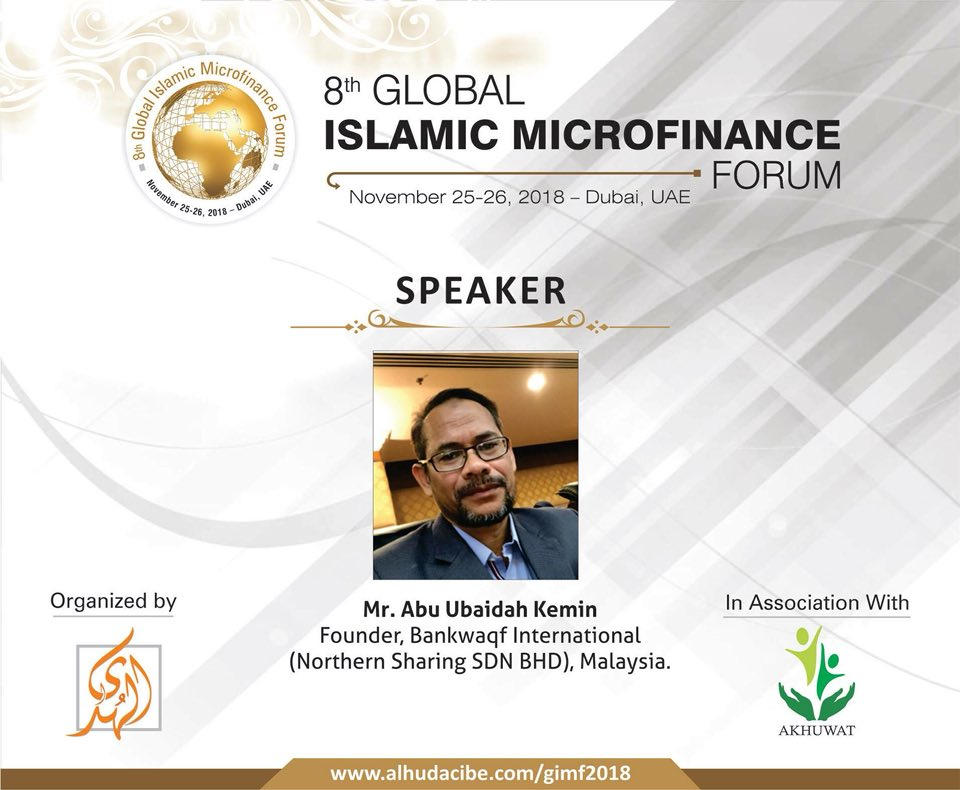 8th Global Islamic Microfinance Forum
November 25-26, 2018 – Dubai, UAE
8th GLOBAL
ISLAMIC MICROFINANCE
FORUM
November 25-26, 2018 – Dubai, UAE
SPEAKER
Organized by
الهدى
Mr. Abu Ubaidah Kemin
Founder, Bankwaqf International
(Northern Sharing SDN BHD), Malaysia.
In Association With
AKHUWAT
www.alhudacibe.com/gimf2018